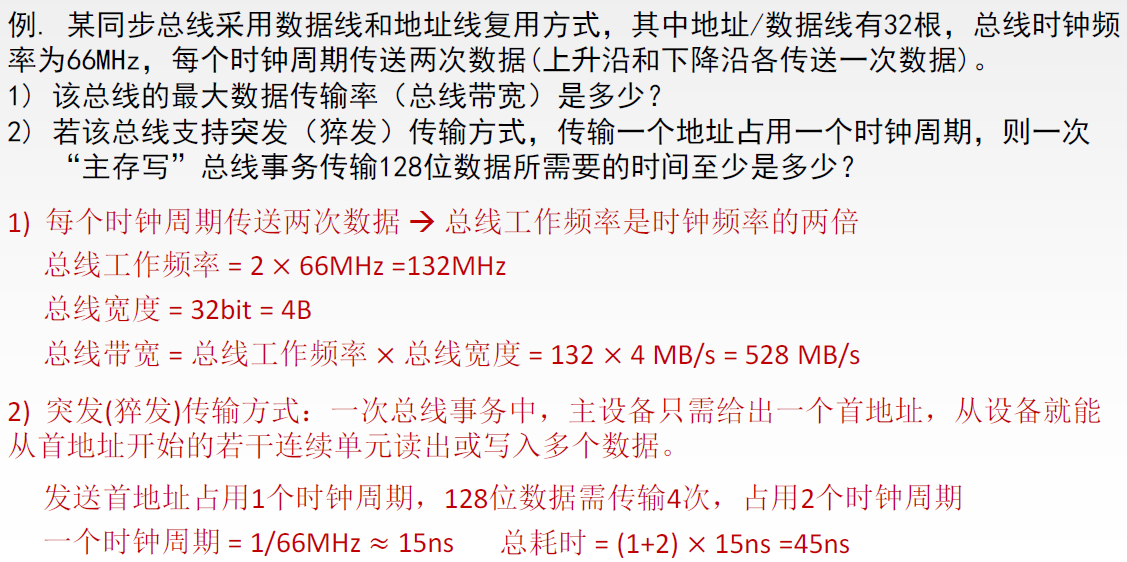 例. 某同步总线采用数据线和地址线复用方式，其中地址/数据线有32根，总线时钟频
率为66MHz，每个时钟周期传送两次数据(上升沿和下降沿各传送一次数据)。
1) 该总线的最大数据传输率（总线带宽）是多少？
2) 若该总线支持突发（猝发）传输方式，传输一个地址占用一个时钟周期，则一次
“主存写”总线事务传输128位数据所需要的时间至少是多少？
1) 每个时钟周期传送两次数据 → 总线工作频率是时钟频率的两倍
总线工作频率 = 2 × 66MHz =132MHz
总线宽度 = 32bit = 4B
总线带宽 = 总线工作频率 × 总线宽度 = 132 × 4 MB/s = 528 MB/s
2) 突发(猝发)传输方式：一次总线事务中，主设备只需给出一个首地址，从设备就能
从首地址开始的若干连续单元读出或写入多个数据。
发送首地址占用1个时钟周期，128位数据需传输4次，占用2个时钟周期
一个时钟周期 = 1/66MHz ≈ 15ns 总耗时 = (1+2) × 15ns =45ns